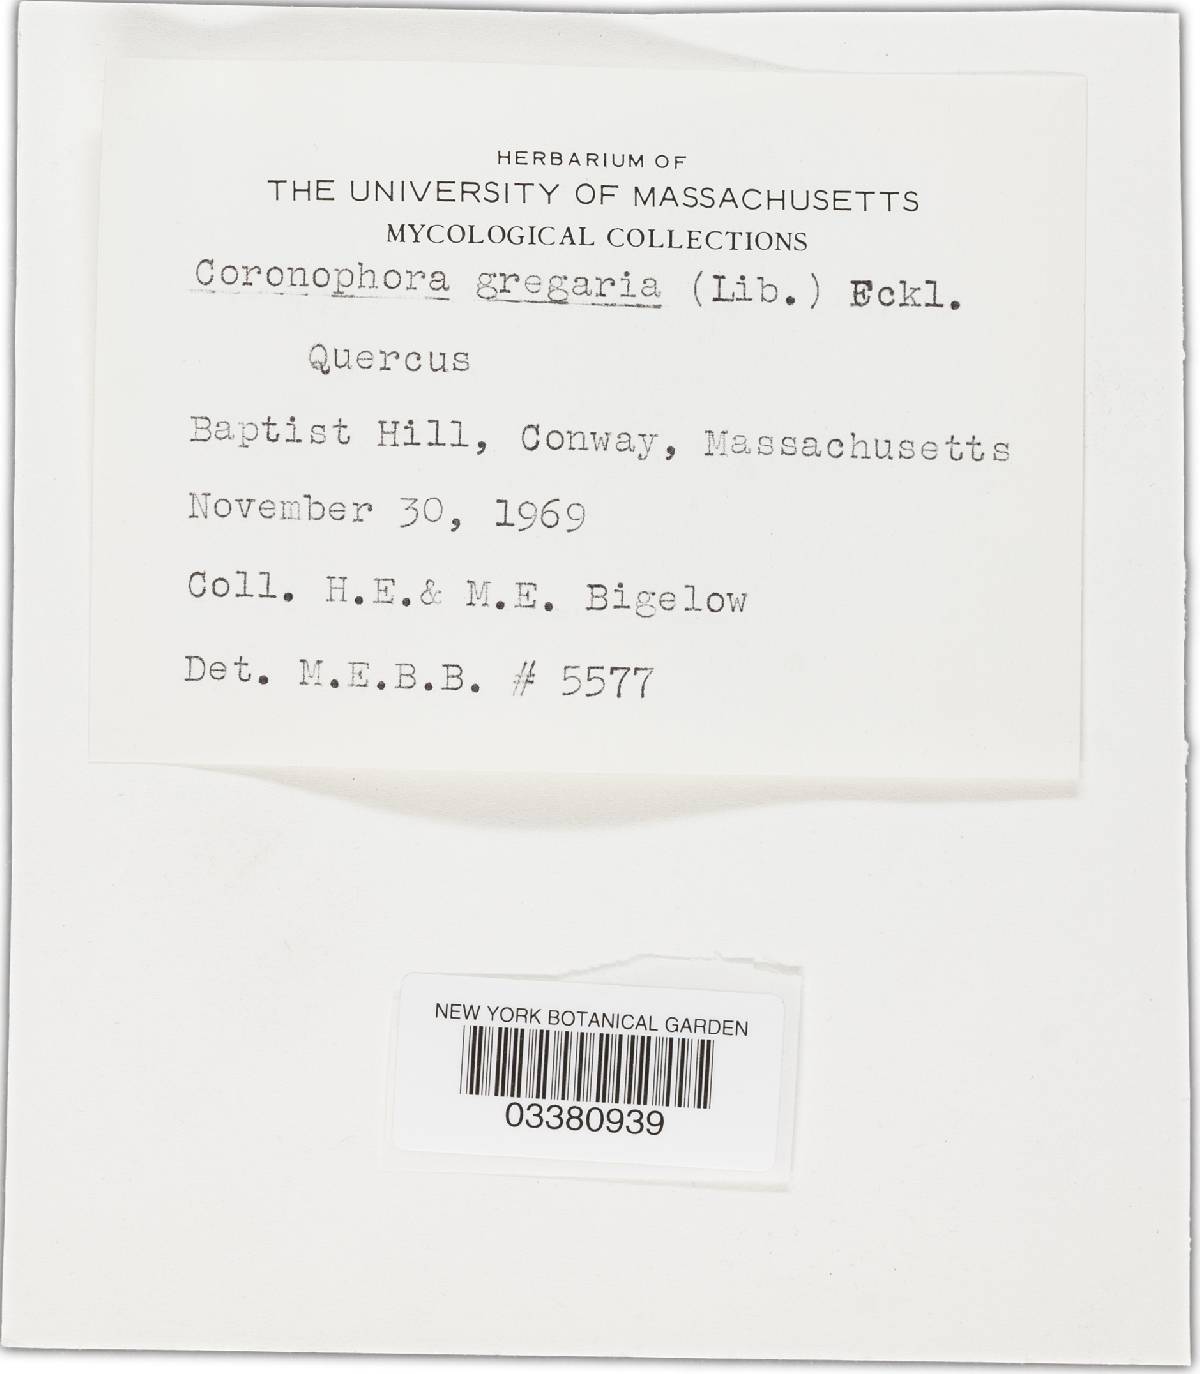 HERBARIUM OF
THE UNIVERSITY OF MASSACHUSETTS
MYCOLOGICAL COLLECTIONS
Coronophora gregaria (Lib.) Fckl.
Quercus
Baptist Hill, Conway, Massachusetts
November 30, 1969
Coll. H.E.& M.E. Bigelow
Det. M.E.B.B. # 5577
NEW YORK BOTANICAL GARDEN
03380939